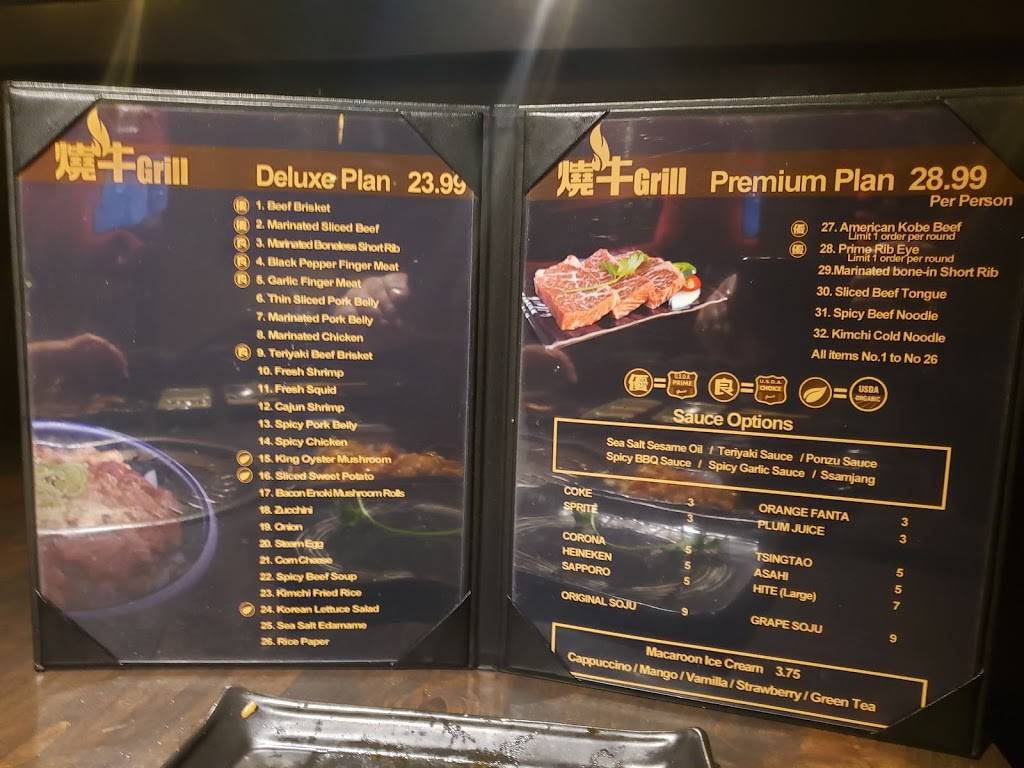 燒牛Grill
Deluxe Plan 23.99
優 1. Beef Brisket
優 2. Marinated Sliced Beef
良 3. Marinated Boneless Short Rib
良 4. Black Pepper Finger Meat
良 5. Garlic Finger Meat
6. Thin Sliced Pork Belly
7. Marinated Pork Belly
8. Marinated Chicken
良 9. Teriyaki Beef Brisket
10. Fresh Shrimp
11. Fresh Squid
12. Cajun Shrimp
13. Spicy Pork Belly
14. Spicy Chicken
15. King Oyster Mushroom
16. Sliced Sweet Potato
17. Bacon Enoki Mushroom Rolls
18. Zucchini
19. Onion
20. Steam Egg
21. Corn Cheese
22. Spicy Beef Soup
23. Kimchi Fried Rice
24. Korean Lettuce Salad
25. Sea Salt Edamame
26. Rice Paper
燒牛Grill
Premium Plan 28.99
Per Person
優 27. American Kobe Beef
Limit 1 order per round
優 28. Prime Rib Eye
Limit 1 order per round
29.Marinated bone-in Short Rib
30. Sliced Beef Tongue
31. Spicy Beef Noodle
32. Kimchi Cold Noodle
All items No.1 to No 26
優 = USDA PRIME 良 = U.S.D.A. CHOICE = USDA ORGANIC
Sauce Options
Sea Salt Sesame Oil / Teriyaki Sauce / Ponzu Sauce
Spicy BBQ Sauce / Spicy Garlic Sauce / Ssamjang
COKE 3
SPRITE 3
CORONA 5
HEINEKEN 5
SAPPORO 5
ORIGINAL SOJU 9
ORANGE FANTA 3
PLUM JUICE 3
TSINGTAO 5
ASAHI 5
HITE (Large) 7
GRAPE SOJU 9
Macaroon Ice Cream 3.75
Cappuccino / Mango / Varnilla / Strawberry / Green Tea